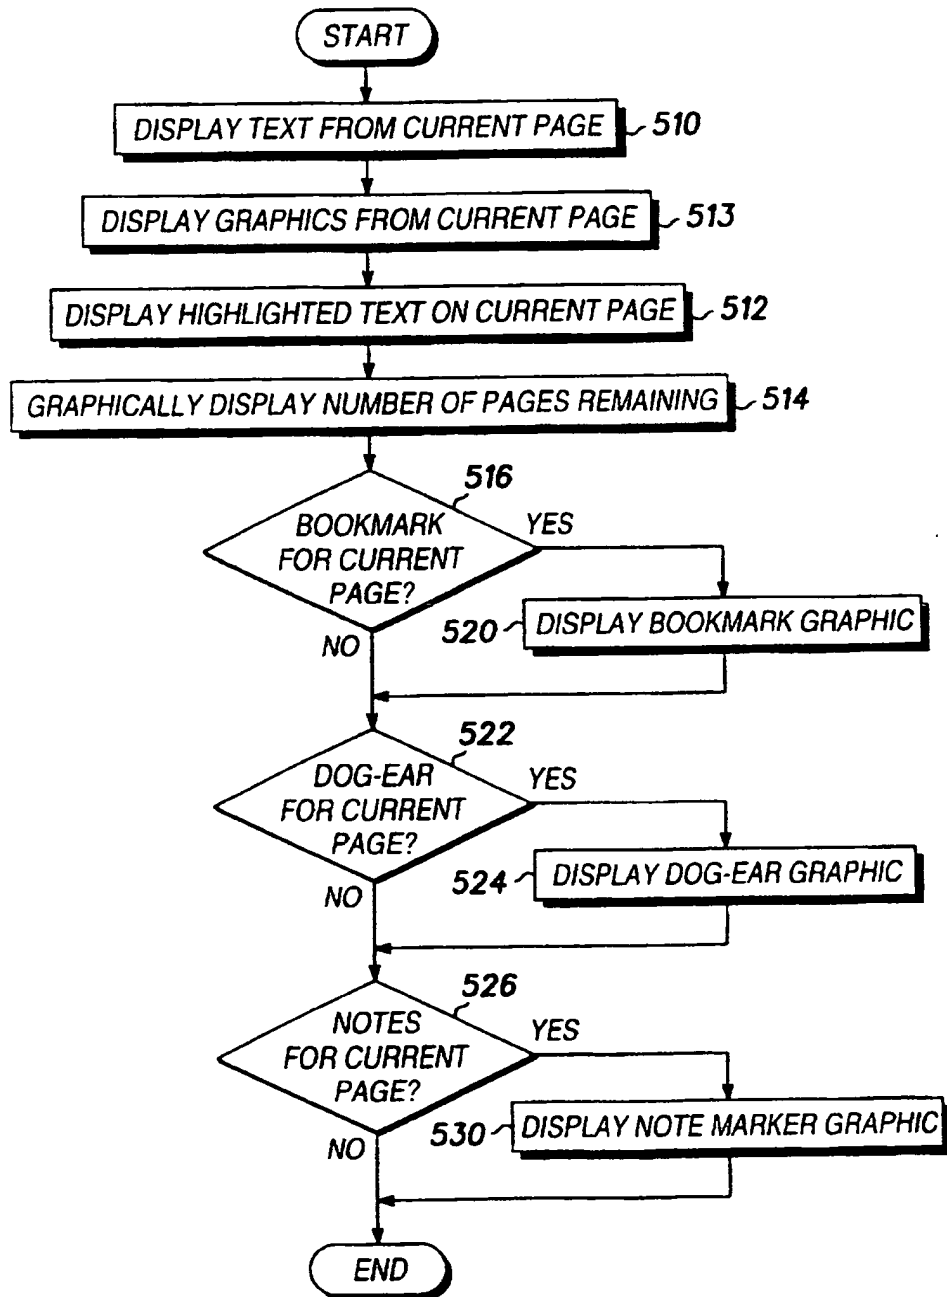 START
DISPLAY TEXT FROM CURRENT PAGE 510
DISPLAY GRAPHICS FROM CURRENT PAGE 513
DISPLAY HIGHLIGHTED TEXT ON CURRENT PAGE 512
GRAPHICALLY DISPLAY NUMBER OF PAGES REMAINING 514
516
BOOKMARK
FOR CURRENT
PAGE?
YES
NO
520 DISPLAY BOOKMARK GRAPHIC
522
DOG-EAR
FOR CURRENT
PAGE?
YES
NO
524 DISPLAY DOG-EAR GRAPHIC
526
NOTES
FOR CURRENT
PAGE?
YES
NO
530 DISPLAY NOTE MARKER GRAPHIC
END